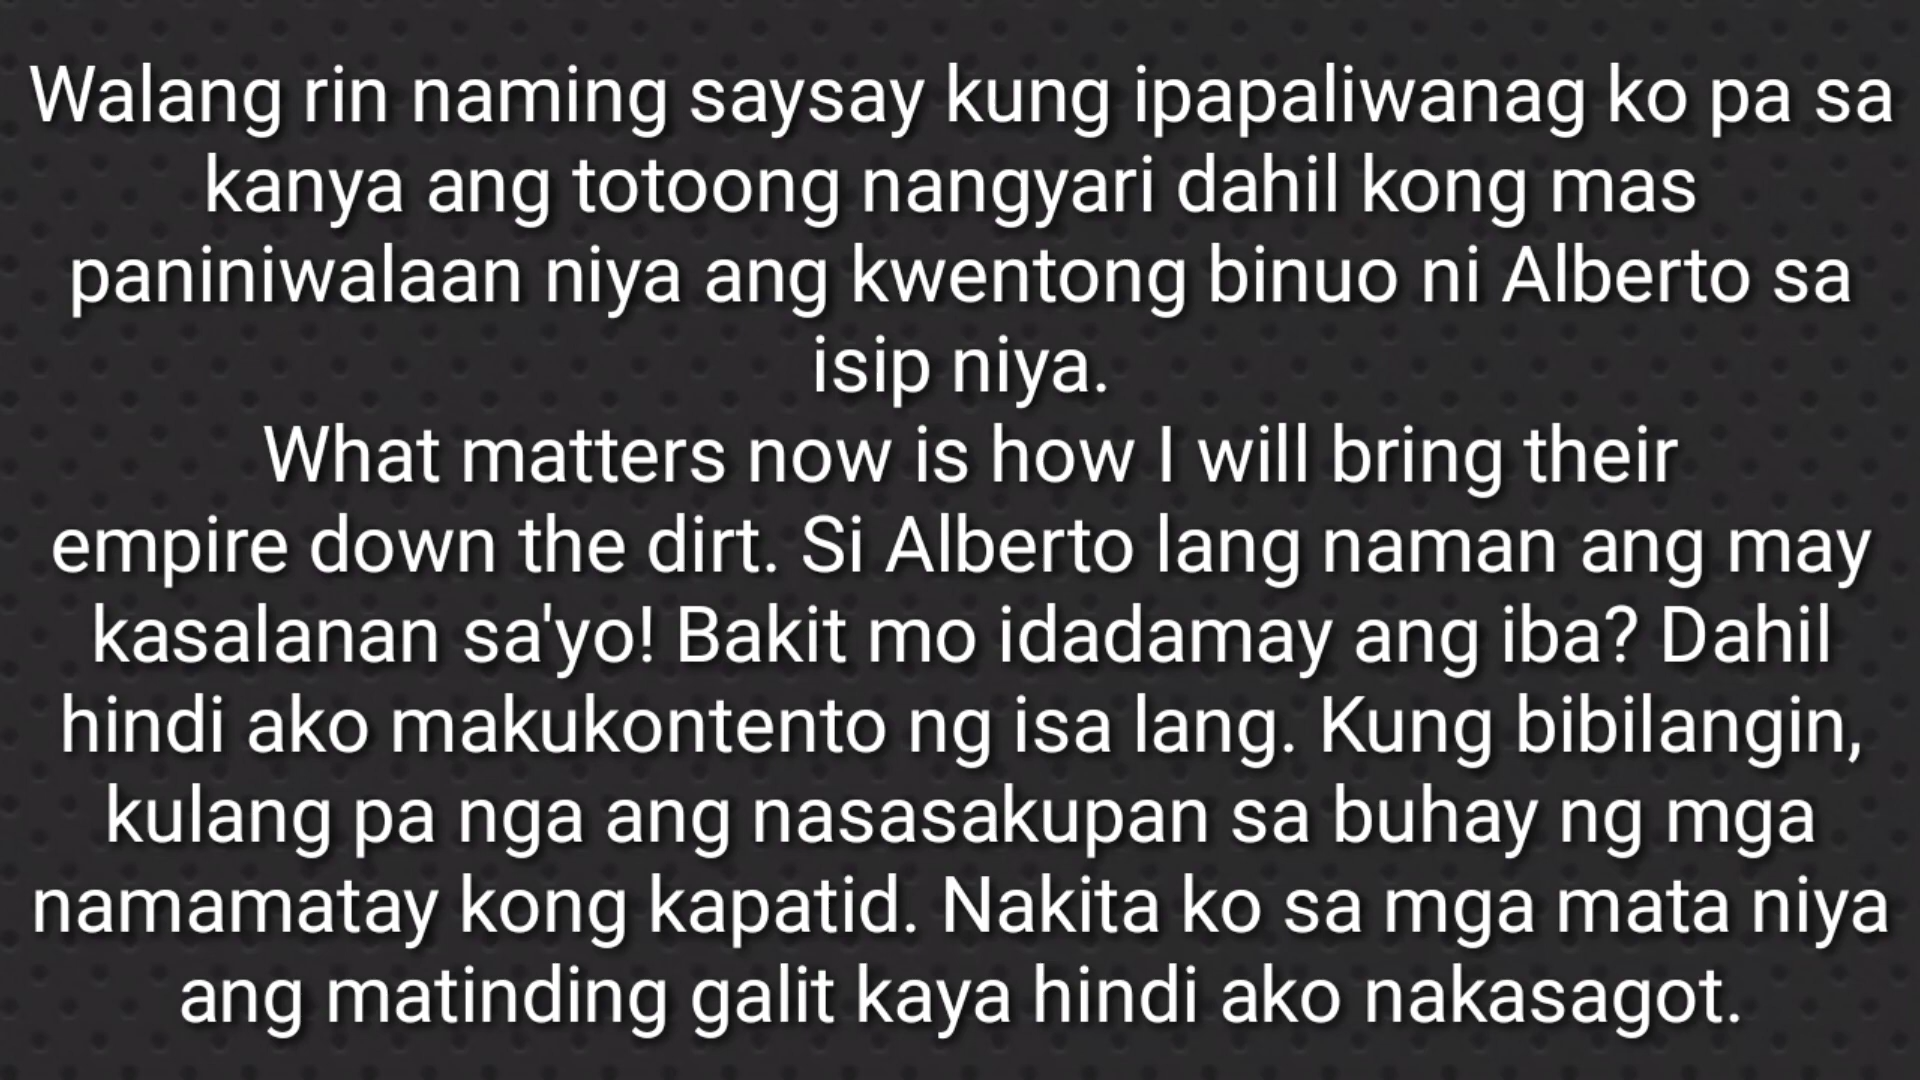 Walang rin naming saysay kung ipapaliwanag ko pa sa
kanya ang totoong nangyari dahil kong mas
paniniwalaan niya ang kwentong binuo ni Alberto sa
isip niya.
What matters now is how I will bring their
empire down the dirt. Si Alberto lang naman ang may
kasalanan sa'yo! Bakit mo idadamay ang iba? Dahil
hindi ako makukontento ng isa lang. Kung bibilangin,
kulang pa nga ang nasasakupan sa buhay ng mga
namamatay kong kapatid. Nakita ko sa mga mata niya
ang matinding galit kaya hindi ako nakasagot.